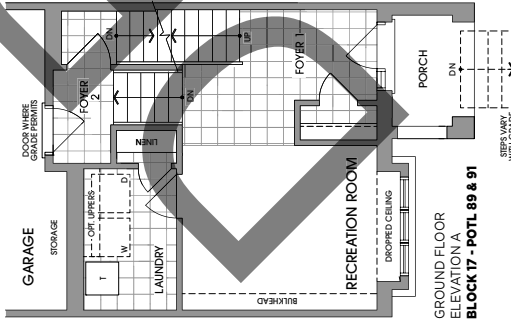 DOOR WHERE
GRADE PERMITS
FOYER
2
DN
UP
DN
FOYER 1
PORCH
DN
STEPS VARY
LINEN
GARAGE
STORAGE
OPT. UPPERS
D
W
T
LAUNDRY
RECREATION ROOM
DROPPED CEILING
BULKHEAD
GROUND FLOOR
ELEVATION A
BLOCK 17 - POTL 89 & 91